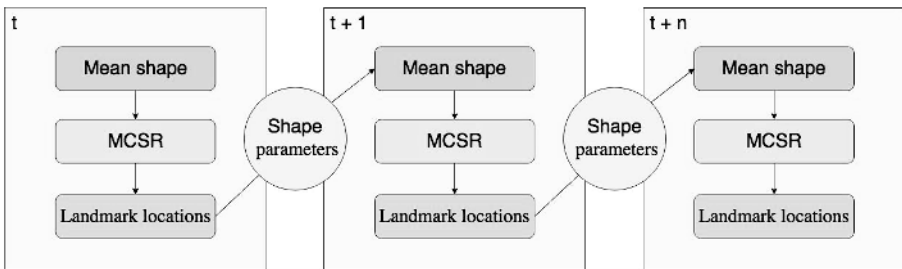 t
Mean shape
MCSR
Landmark locations
Shape
parameters
t + 1
Mean shape
MCSR
Landmark locations
Shape
parameters
t + n
Mean shape
MCSR
Landmark locations